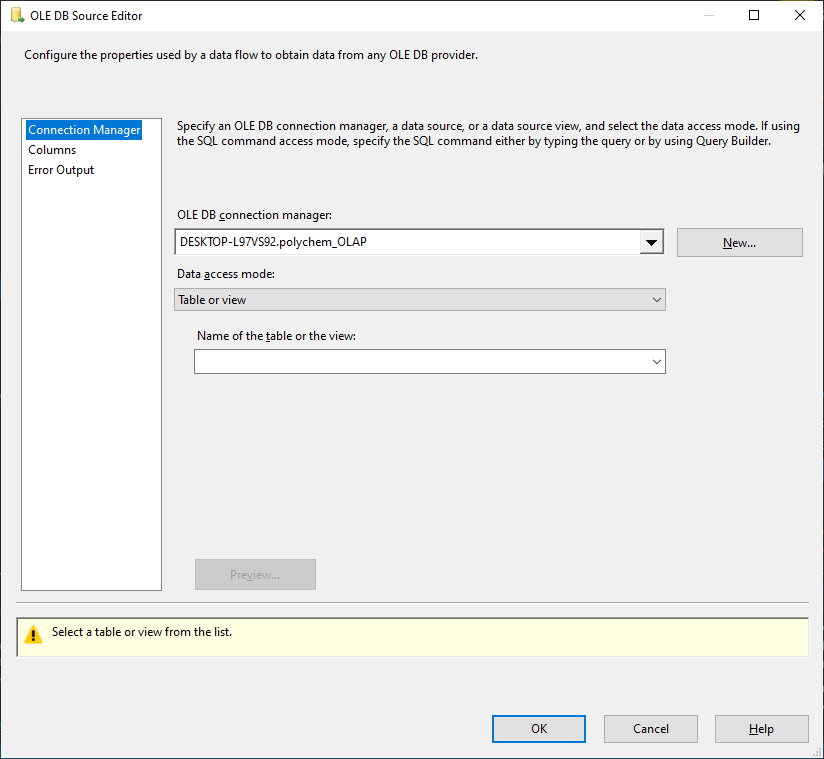 OLE DB Source Editor
Configure the properties used by a data flow to obtain data from any OLE DB provider.
Connection Manager
Columns
Error Output
Specify an OLE DB connection manager, a data source, or a data source view, and select the data access mode. If using
the SQL command access mode, specify the SQL command either by typing the query or by using Query Builder.
OLE DB connection manager:
DESKTOP-L97VS92.polychem_OLAP
New...
Data access mode:
Table or view
Name of the table or the view:
Preview...
Select a table or view from the list.
OK
Cancel
Help